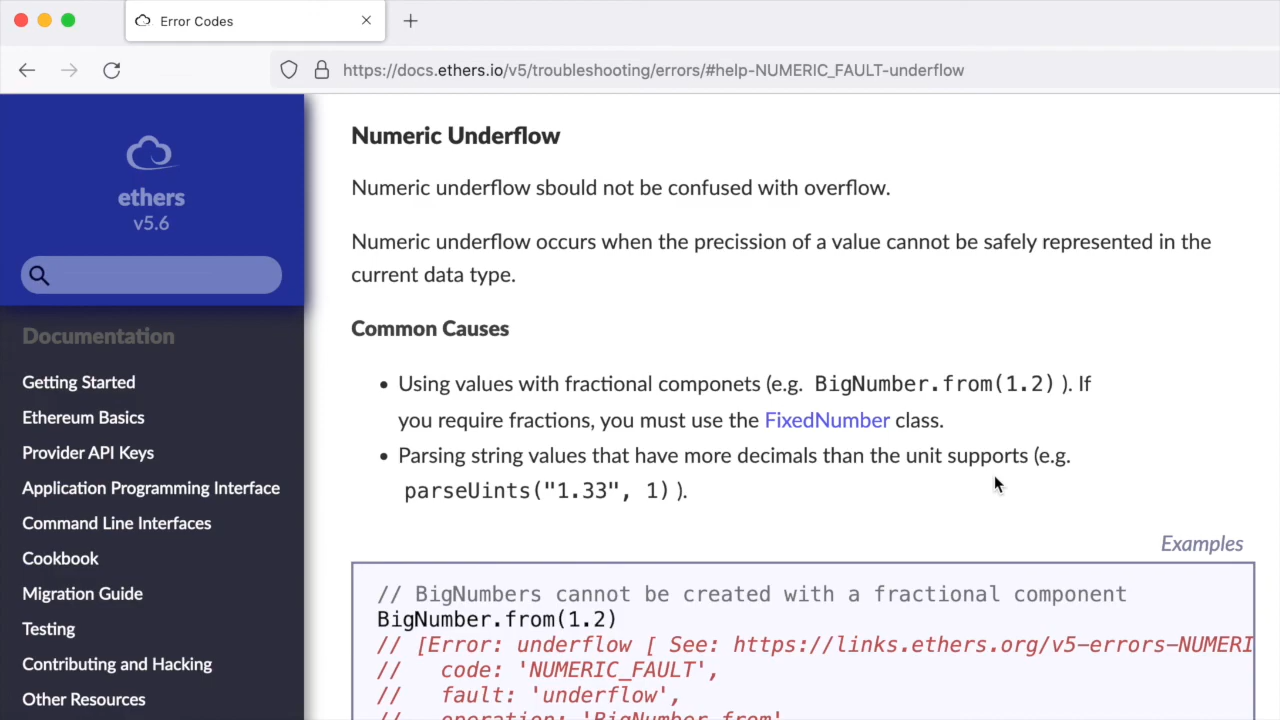 Error Codes
https://docs.ethers.io/v5/troubleshooting/errors/#help-NUMERIC_FAULT-underflow
ethers
v5.6
Documentation
Getting Started
Ethereum Basics
Provider API Keys
Application Programming Interface
Command Line Interfaces
Cookbook
Migration Guide
Testing
Contributing and Hacking
Other Resources
Numeric Underflow
Numeric underflow sbould not be confused with overflow.
Numeric underflow occurs when the precission of a value cannot be safely represented in the
current data type.
Common Causes
• Using values with fractional componets (e.g. BigNumber.from(1.2) ). If
you require fractions, you must use the FixedNumber class.
• Parsing string values that have more decimals than the unit supports (e.g.
parseUints("1.33", 1) ).
Examples
// BigNumbers cannot be created with a fractional component
BigNumber.from(1.2)
// [Error: underflow [ See: https://links.ethers.org/v5-errors-NUMERI
//   code: 'NUMERIC_FAULT',
//   fault: 'underflow',
//   operation: 'BigNumber.from'